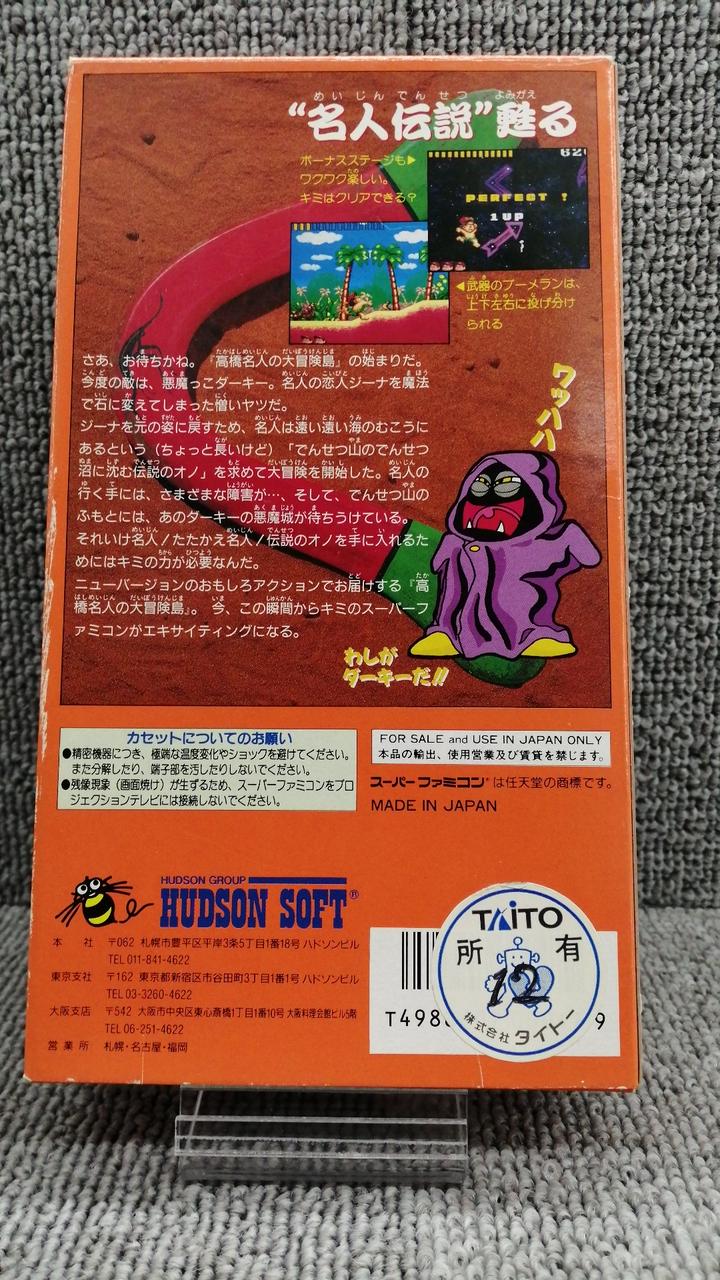 めいじんでんせつ よみがえ
“名人伝説”甦る
ボーナスステージも▶
ワクワク楽しい。
キミはクリアできる？
PERFECT !
1UP
◀武器のブーメランは、
上下左右に投げ分け
られる
さあ、お待ちかね。『高橋名人の大冒険島』の始まりだ。
今度の敵は、悪魔っこダーキー。名人の恋人ジーナを魔法
で石に変えてしまった憎いヤツだ。
ジーナを元の姿に戻すため、名人は遠い遠い海のむこうに
あるという（ちょっと長いけど）「でんせつ山のでんせつ
沼に沈む伝説のオノ」を求めて大冒険を開始した。名人の
行く手には、さまざまな障害が…、そして、でんせつ山の
ふもとには、あのダーキーの悪魔城が待ちうけている。
それいけ名人！たたかえ名人！伝説のオノを手に入れるた
めにはキミの力が必要なんだ。
ニューバージョンのおもしろアクションでお届けする『高
橋名人の大冒険島』。今、この瞬間からキミのスーパーフ
ァミコンがエキサイティングになる。
ワッハハ
わしが
ダーキーだ!!
カセットについてのお願い
●精密機器につき、極端な温度変化やショックを避けてください。
また分解したり、端子部を汚したりしないでください。
●残像現象（画面焼け）が生ずるため、スーパーファミコンをプロ
ジェクションテレビには接続しないでください。
FOR SALE and USE IN JAPAN ONLY
本品の輸出、使用営業及び賃貸を禁じます。
スーパーファミコン®は任天堂の商標です。
MADE IN JAPAN
HUDSON GROUP
HUDSON SOFT®
本 社 〒062 札幌市豊平区平岸3条5丁目1番18号 ハドソンビル
TEL 011-841-4622
東京支社 〒162 東京都新宿区市谷田町3丁目1番1号 ハドソンビル
TEL 03-3260-4622
大阪支店 〒542 大阪市中央区東心斎橋1丁目1番10号 大阪料理会館ビル5階
TEL 06-251-4622
営業所 札幌・名古屋・福岡
TAITO
所 有
12
株式会社 タイトー
T498
9